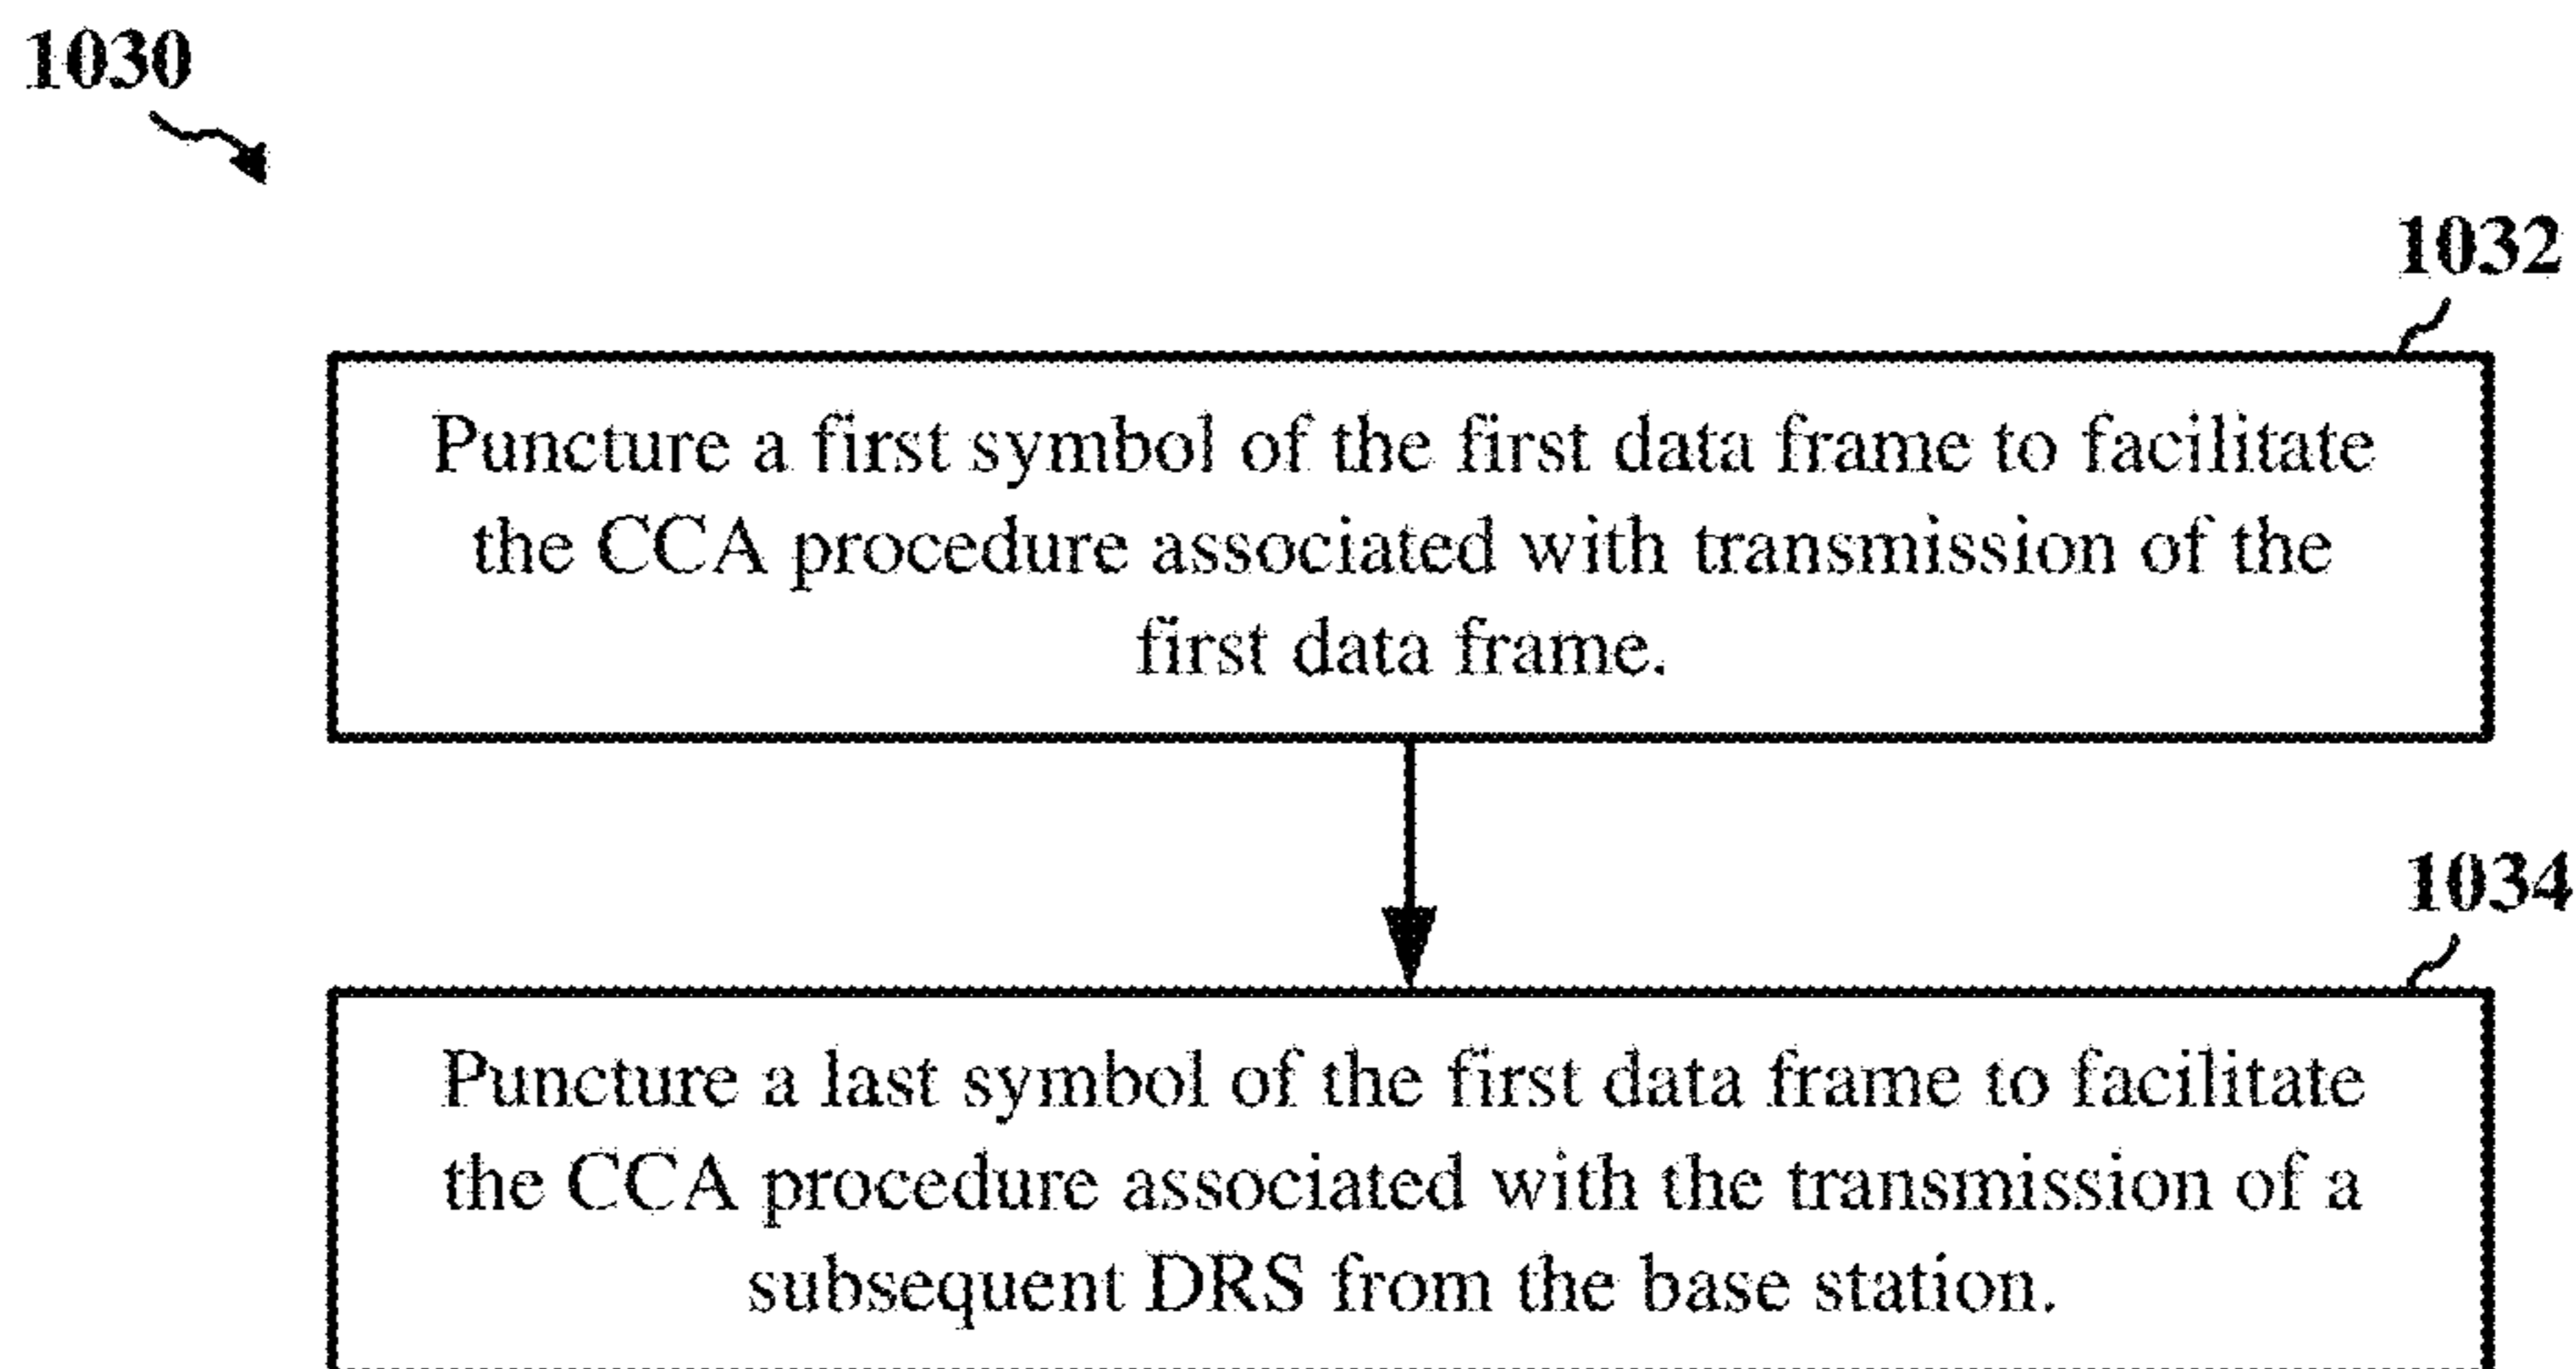 1030
1032
Puncture a first symbol of the first data frame to facilitate
the CCA procedure associated with transmission of the
first data frame.
1034
Puncture a last symbol of the first data frame to facilitate
the CCA procedure associated with the transmission of a
subsequent DRS from the base station.